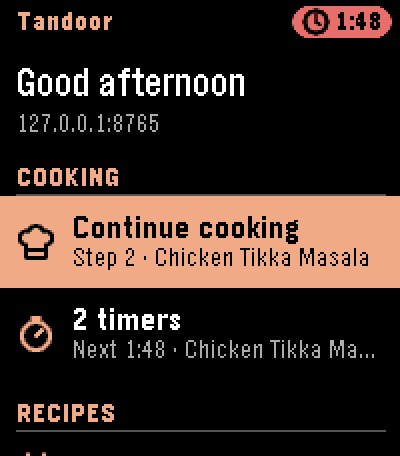 Tandoor
1:48
Good afternoon
127.0.0.1:8765
COOKING
Continue cooking
Step 2 · Chicken Tikka Masala
2 timers
Next 1:48 · Chicken Tikka Ma...
RECIPES